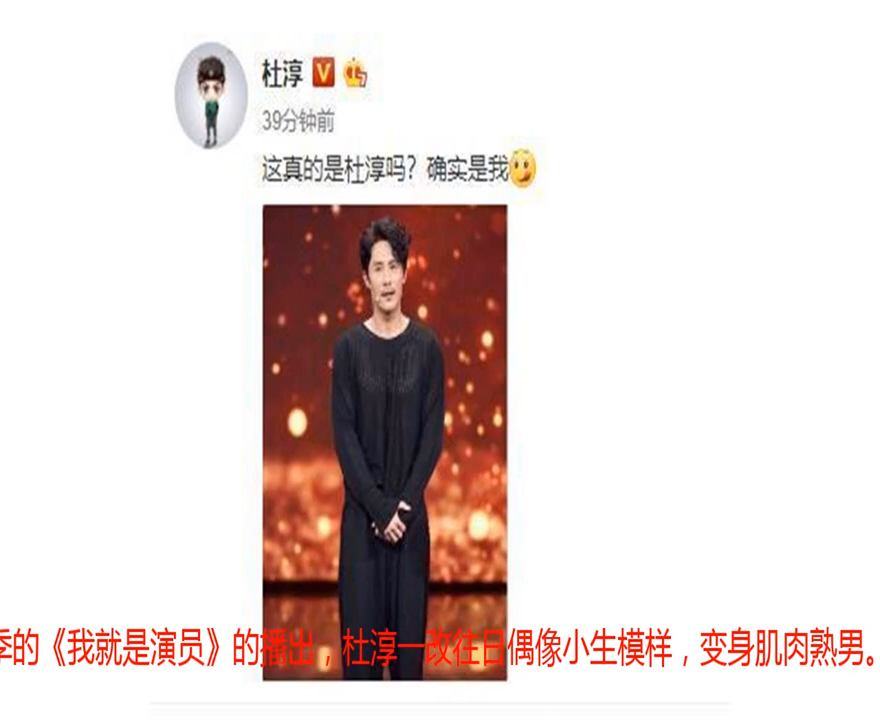 杜淳
39分钟前
这真的是杜淳吗？确实是我
季的《我就是演员》的播出，杜淳一改往日偶像小生模样，变身肌肉熟男。